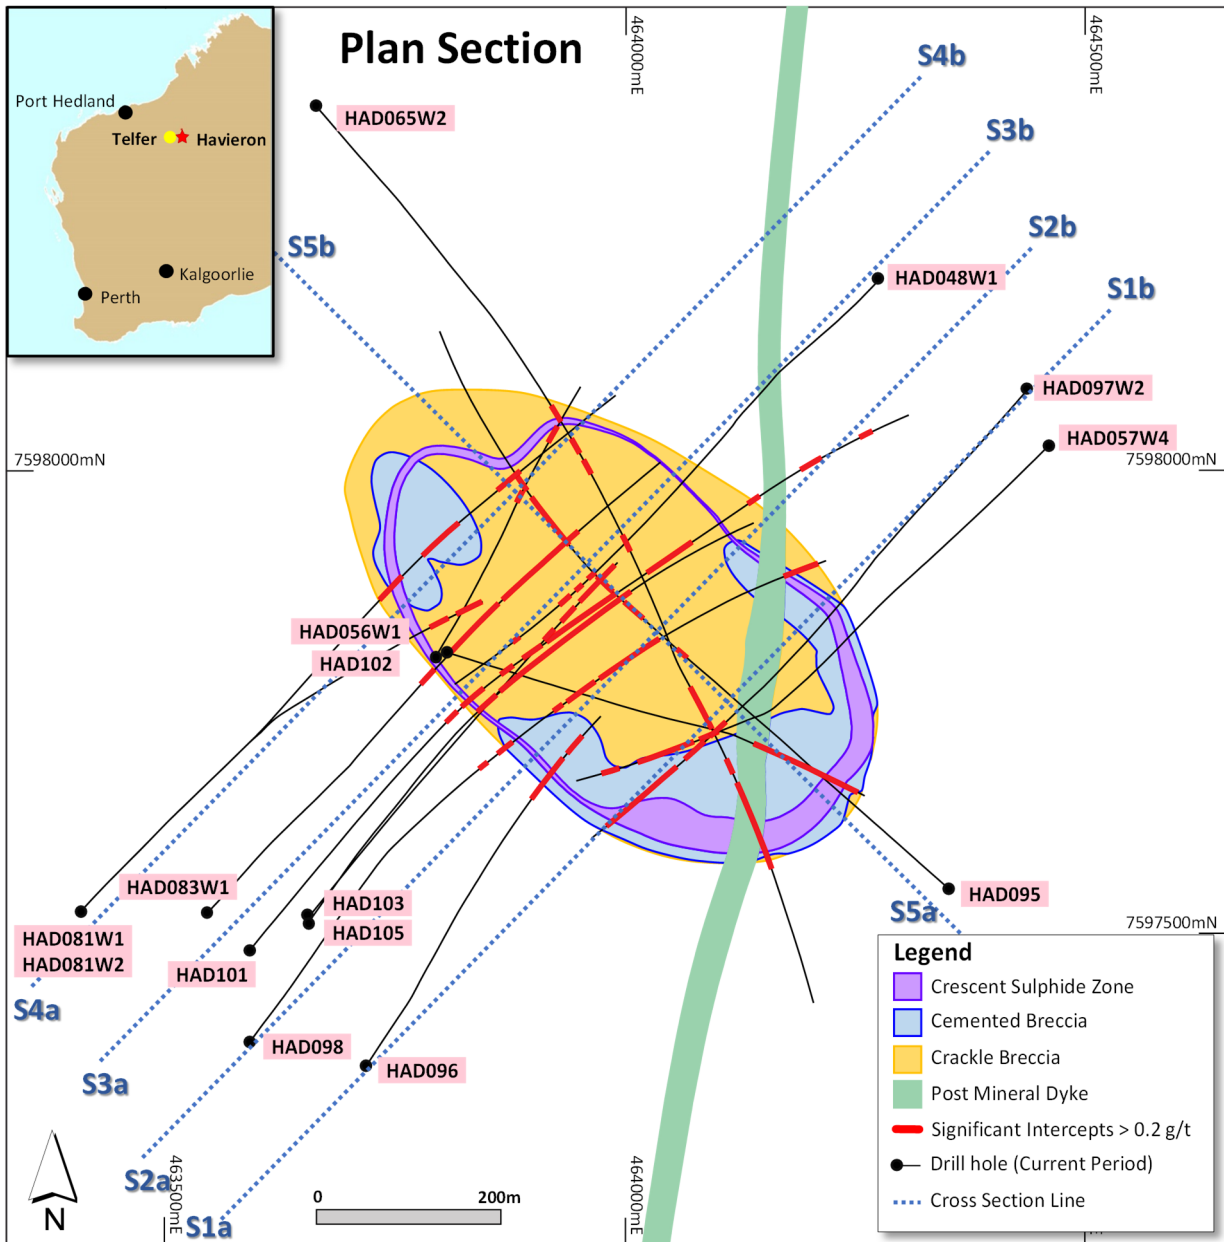 Plan Section
464000mE
464500mE
S4b
Port Hedland
HAD065W2
Telfer
Havieron
S3b
S2b
S5b
Kalgoorlie
HAD048W1
Perth
S1b
HAD097W2
HAD057W4
7598000mN
7598000mN
HAD056W1
HAD102
HAD083W1
HAD103
HAD095
S5a
HAD081W1
HAD105
7597500mN
HAD081W2
HAD101
S4a
HAD098
HAD096
S3a
S2a
463500mE
464000mE
S1a
0
200m
N
Legend
Crescent Sulphide Zone
Cemented Breccia
Crackle Breccia
Post Mineral Dyke
Significant Intercepts > 0.2 g/t
Drill hole (Current Period)
Cross Section Line